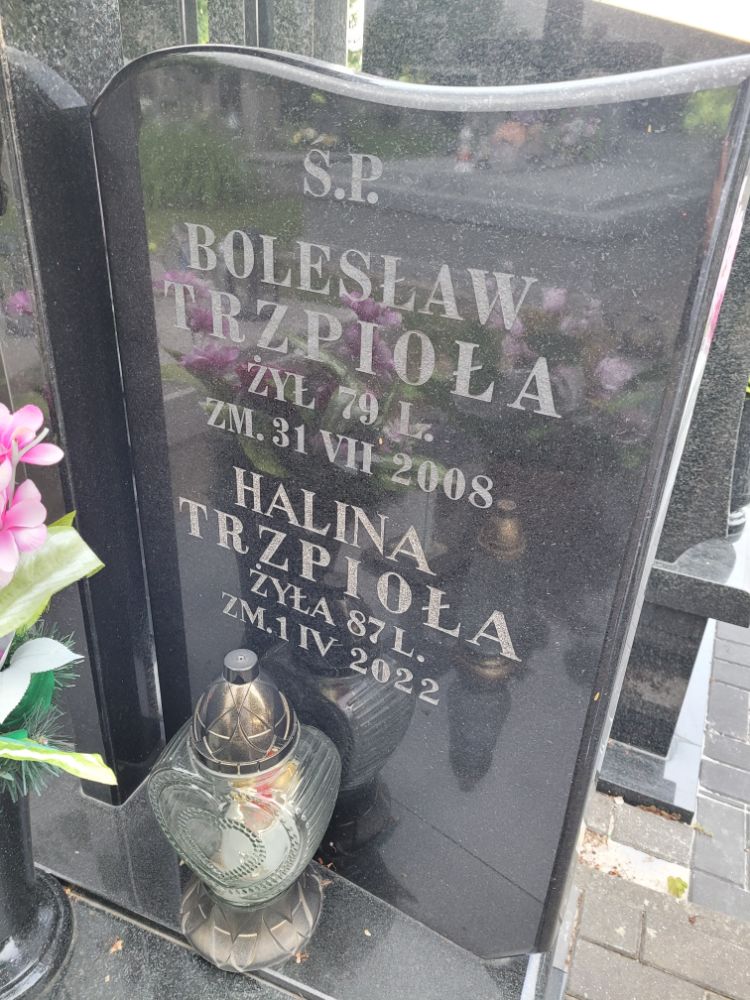 Ś.P.
BOLESŁAW
TRZPIOŁA
ŻYŁ 79 L.
ZM. 31 VII 2008
HALINA
TRZPIOŁA
ŻYŁA 87 L.
ZM. 1 IV 2022